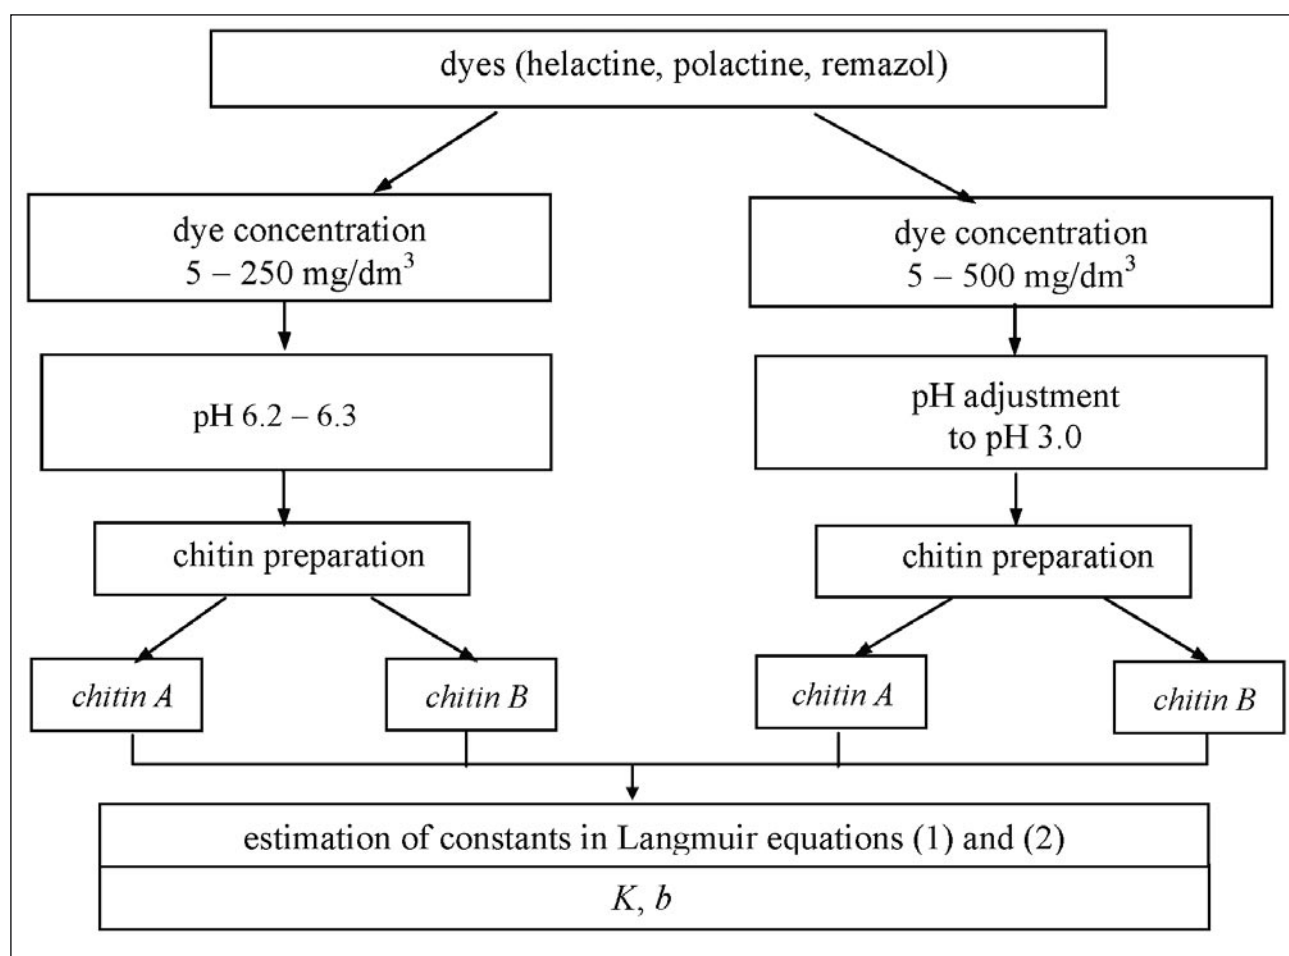 dyes (helactine, polactine, remazol)
dye concentration
5 – 250 mg/dm³
dye concentration
5 – 500 mg/dm³
pH 6.2 – 6.3
pH adjustment
to pH 3.0
chitin preparation
chitin preparation
chitin A
chitin B
chitin A
chitin B
estimation of constants in Langmuir equations (1) and (2)
K, b